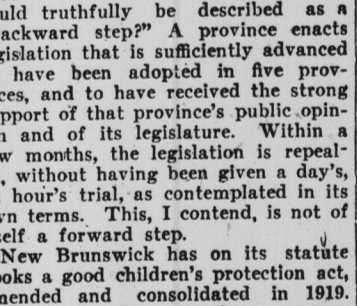 uld truthfully be described as a
ackward step?" A province enacts
gislation that is sufficiently advanced
have been adopted in five prov-
ces, and to have received the strong
pport of that province's public opin-
n and of its legislature. Within a
w months, the legislation is repeal-
, without having been given a day's,
hour's trial, as contemplated in its
wn terms. This, I contend, is not of
self a forward step.
New Brunswick has on its statute
ooks a good children's protection act,
mended and consolidated in 1919.